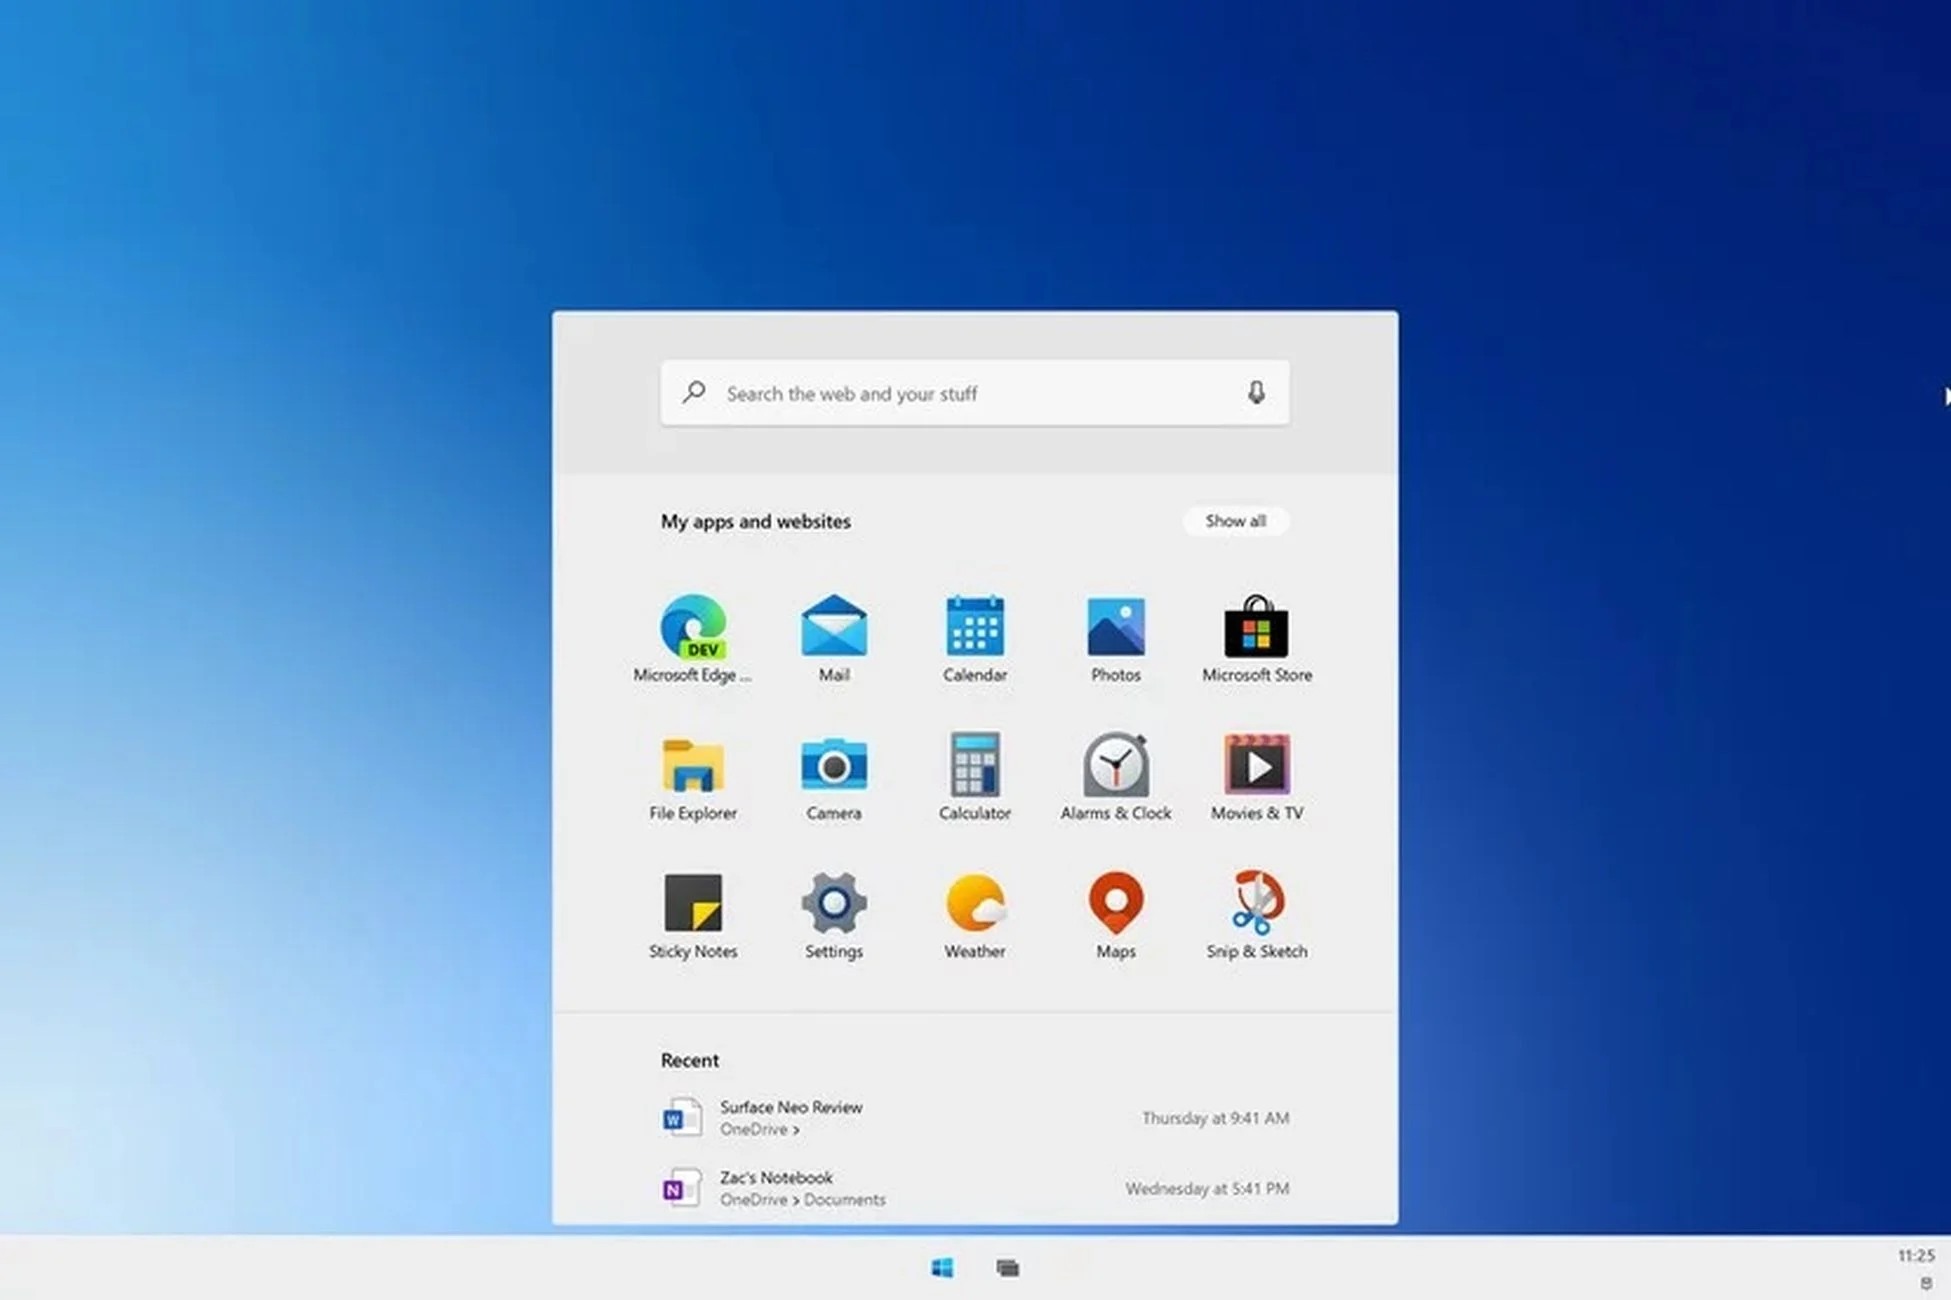 Search the web and your stuff
My apps and websites
Show all
DEV
Microsoft Edge ...
Mail
Calendar
Photos
Microsoft Store
File Explorer
Camera
Calculator
Alarms & Clock
Movies & TV
Sticky Notes
Settings
Weather
Maps
Snip & Sketch
Recent
W
Surface Neo Review
OneDrive >
Thursday at 9:41 AM
N
Zac's Notebook
OneDrive > Documents
Wednesday at 5:41 PM
11:25